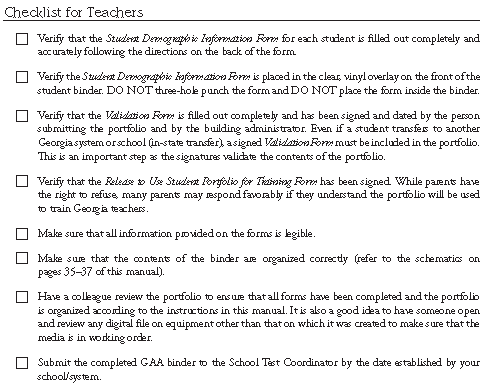 Checklist for Teachers
Verify that the Student Demographic Information Form for each student is filled out completely and
accurately following the directions on the back of the form.
Verify the Student Demographic Information Form is placed in the clear, vinyl overlay on the front of the
student binder. DO NOT three-hole punch the form and DO NOT place the form inside the binder.
Verify that the Validation Form is filled out completely and has been signed and dated by the person
submitting the portfolio and by the building administrator. Even if a student transfers to another
Georgia system or school (in-state transfer), a signed Validation Form must be included in the portfolio.
This is an important step as the signatures validate the contents of the portfolio.
Verify that the Release to Use Student Portfolio for Training Form has been signed. While parents have
the right to refuse, many parents may respond favorably if they understand the portfolio will be used
to train Georgia teachers.
Make sure that all information provided on the forms is legible.
Make sure that the contents of the binder are organized correctly (refer to the schematics on
pages 35–37 of this manual).
Have a colleague review the portfolio to ensure that all forms have been completed and the portfolio
is organized according to the instructions in this manual. It is also a good idea to have someone open
and review any digital file on equipment other than that on which it was created to make sure that the
media is in working order.
Submit the completed GAA binder to the School Test Coordinator by the date established by your
school/system.